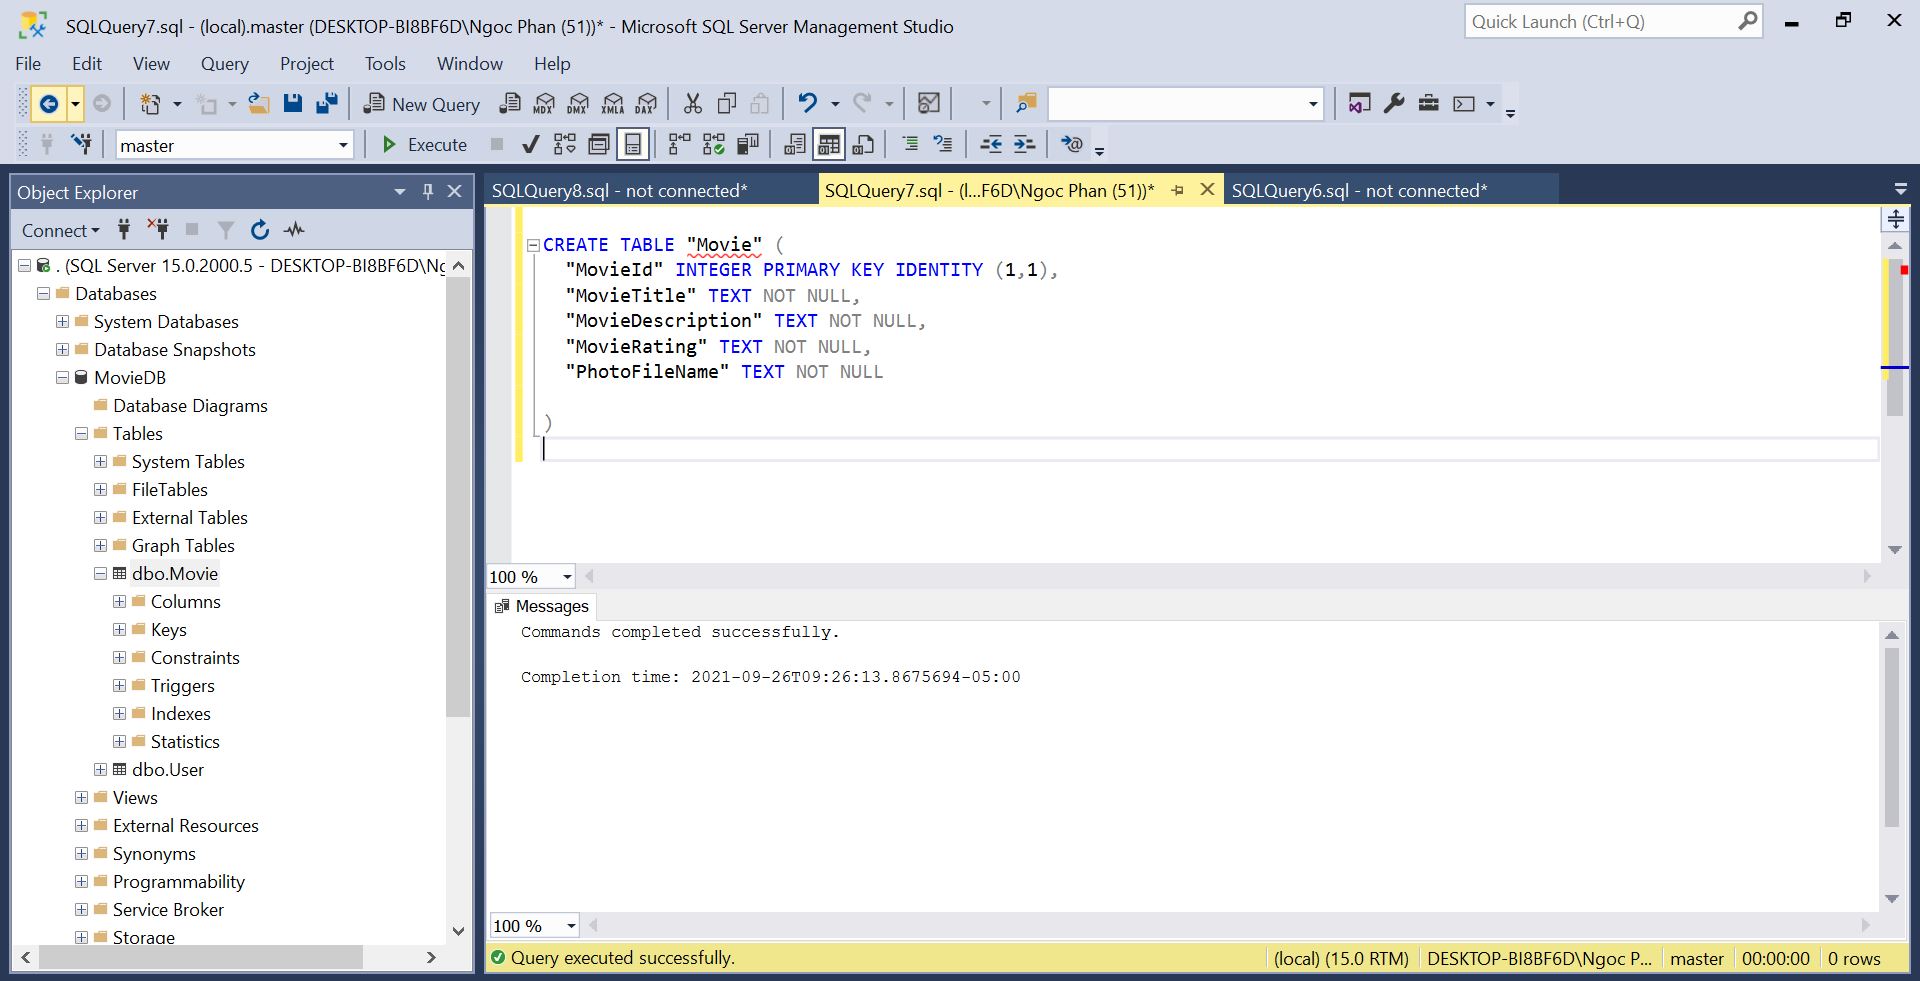 SQLQuery7.sql - (local).master (DESKTOP-BI8BF6D\Ngoc Phan (51))* - Microsoft SQL Server Management Studio
Quick Launch (Ctrl+Q)
File Edit View Query Project Tools Window Help
New Query MDX DMX XMLA DAX
master Execute
Object Explorer
SQLQuery8.sql - not connected*
SQLQuery7.sql - (l...F6D\Ngoc Phan (51))*
SQLQuery6.sql - not connected*
Connect
. (SQL Server 15.0.2000.5 - DESKTOP-BI8BF6D\Ng
Databases
System Databases
Database Snapshots
MovieDB
Database Diagrams
Tables
System Tables
FileTables
External Tables
Graph Tables
dbo.Movie
Columns
Keys
Constraints
Triggers
Indexes
Statistics
dbo.User
Views
External Resources
Synonyms
Programmability
Service Broker
Storage
CREATE TABLE "Movie" (
"MovieId" INTEGER PRIMARY KEY IDENTITY (1,1),
"MovieTitle" TEXT NOT NULL,
"MovieDescription" TEXT NOT NULL,
"MovieRating" TEXT NOT NULL,
"PhotoFileName" TEXT NOT NULL
)
100 %
Messages
Commands completed successfully.
Completion time: 2021-09-26T09:26:13.8675694-05:00
100 %
Query executed successfully.
(local) (15.0 RTM) DESKTOP-BI8BF6D\Ngoc P... master 00:00:00 0 rows